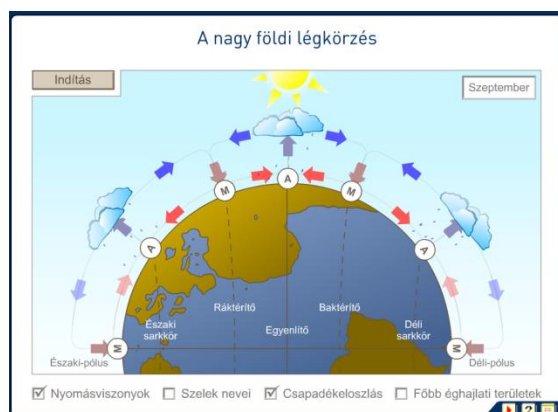 A nagy földi légkörzés
Indítás
Szeptember
A
M
M
A
A
Ráktérítő
Baktérítő
Északi
sarkkör
Egyenlítő
Déli
sarkkör
M
M
Északi-pólus
Déli-pólus
Nyomásviszonyok
Szelek nevei
Csapadékeloszlás
Főbb éghajlati területek
?